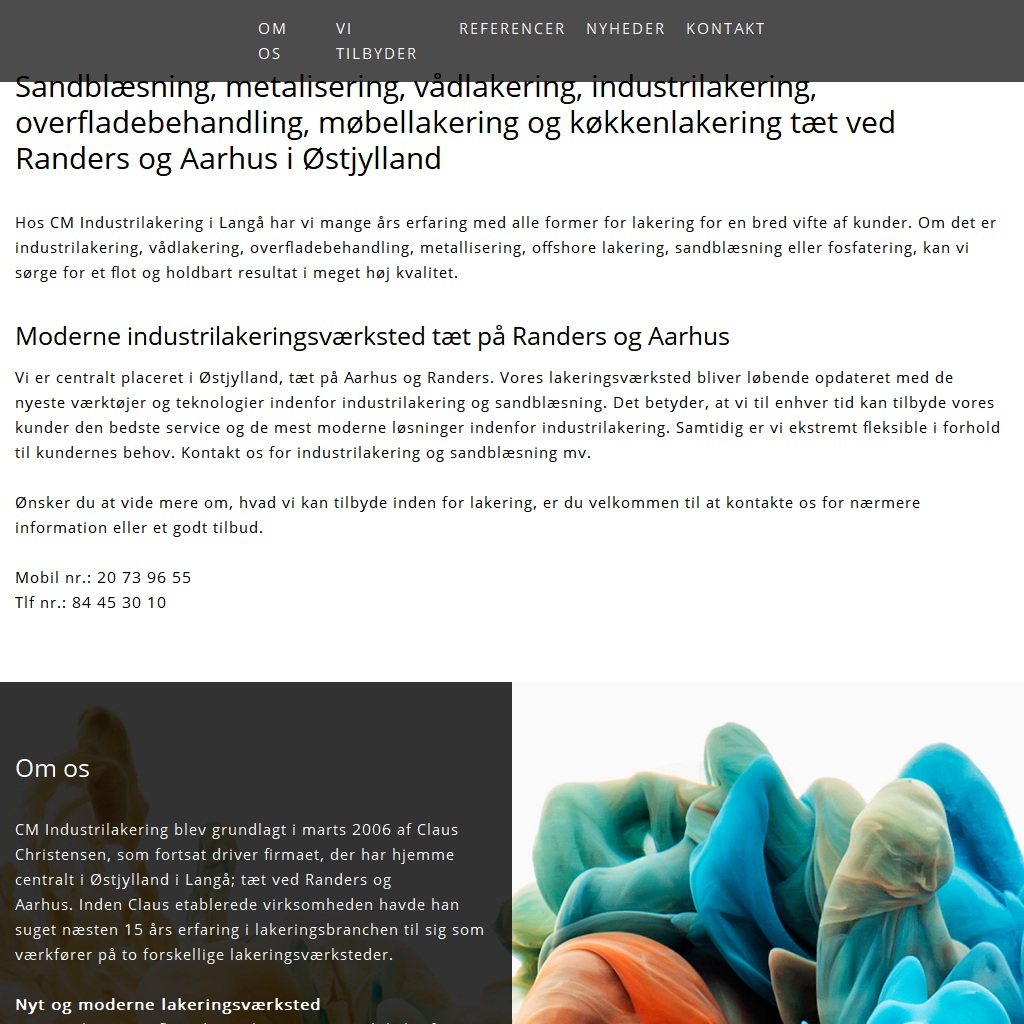 OM OS
VI TILBYDER
REFERENCER
NYHEDER
KONTAKT
Sandblæsning, metalisering, vådlakering, industrilakering,
overfladebehandling, møbellakering og køkkenlakering tæt ved
Randers og Aarhus i Østjylland
Hos CM Industrilakering i Langå har vi mange års erfaring med alle former for lakering for en bred vifte af kunder. Om det er
industrilakering, vådlakering, overfladebehandling, metallisering, offshore lakering, sandblæsning eller fosfatering, kan vi
sørge for et flot og holdbart resultat i meget høj kvalitet.
Moderne industrilakeringsværksted tæt på Randers og Aarhus
Vi er centralt placeret i Østjylland, tæt på Aarhus og Randers. Vores lakeringsværksted bliver løbende opdateret med de
nyeste værktøjer og teknologier indenfor industrilakering og sandblæsning. Det betyder, at vi til enhver tid kan tilbyde vores
kunder den bedste service og de mest moderne løsninger indenfor industrilakering. Samtidig er vi ekstremt fleksible i forhold
til kundernes behov. Kontakt os for industrilakering og sandblæsning mv.
Ønsker du at vide mere om, hvad vi kan tilbyde inden for lakering, er du velkommen til at kontakte os for nærmere
information eller et godt tilbud.
Mobil nr.: 20 73 96 55
Tlf nr.: 84 45 30 10
Om os
CM Industrilakering blev grundlagt i marts 2006 af Claus
Christensen, som fortsat driver firmaet, der har hjemme
centralt i Østjylland i Langå; tæt ved Randers og
Aarhus. Inden Claus etablerede virksomheden havde han
suget næsten 15 års erfaring i lakeringsbranchen til sig som
værkfører på to forskellige lakeringsværksteder.
Nyt og moderne lakeringsværksted